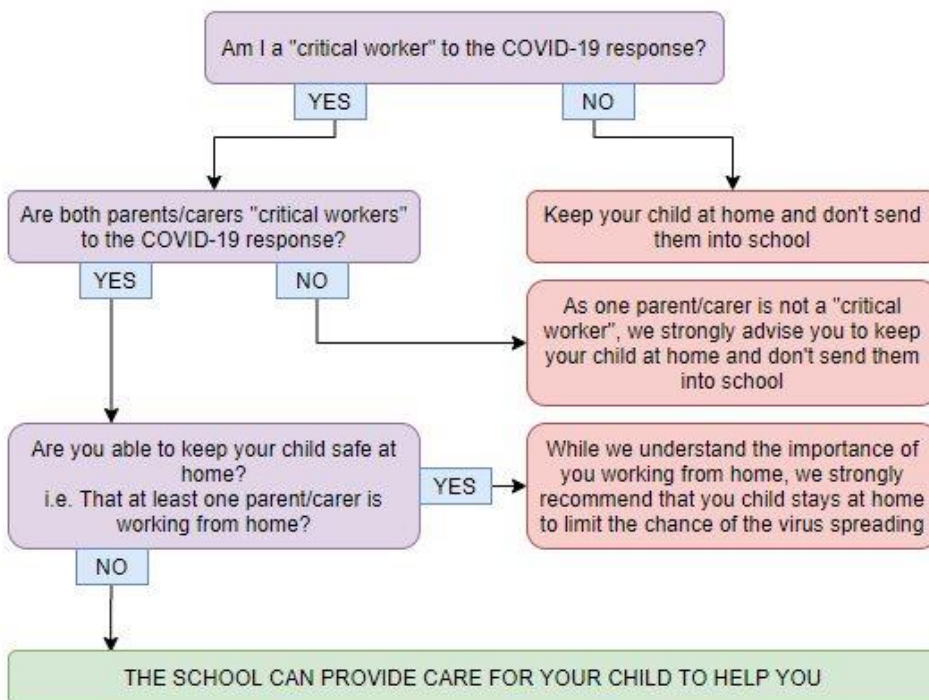 Am I a "critical worker" to the COVID-19 response?
YES
NO
Are both parents/carers "critical workers"
to the COVID-19 response?
Keep your child at home and don't send
them into school
YES
NO
As one parent/carer is not a "critical
worker", we strongly advise you to keep
your child at home and don't send them
into school
Are you able to keep your child safe at
home?
i.e. That at least one parent/carer is
working from home?
YES
While we understand the importance of
you working from home, we strongly
recommend that you child stays at home
to limit the chance of the virus spreading
NO
THE SCHOOL CAN PROVIDE CARE FOR YOUR CHILD TO HELP YOU